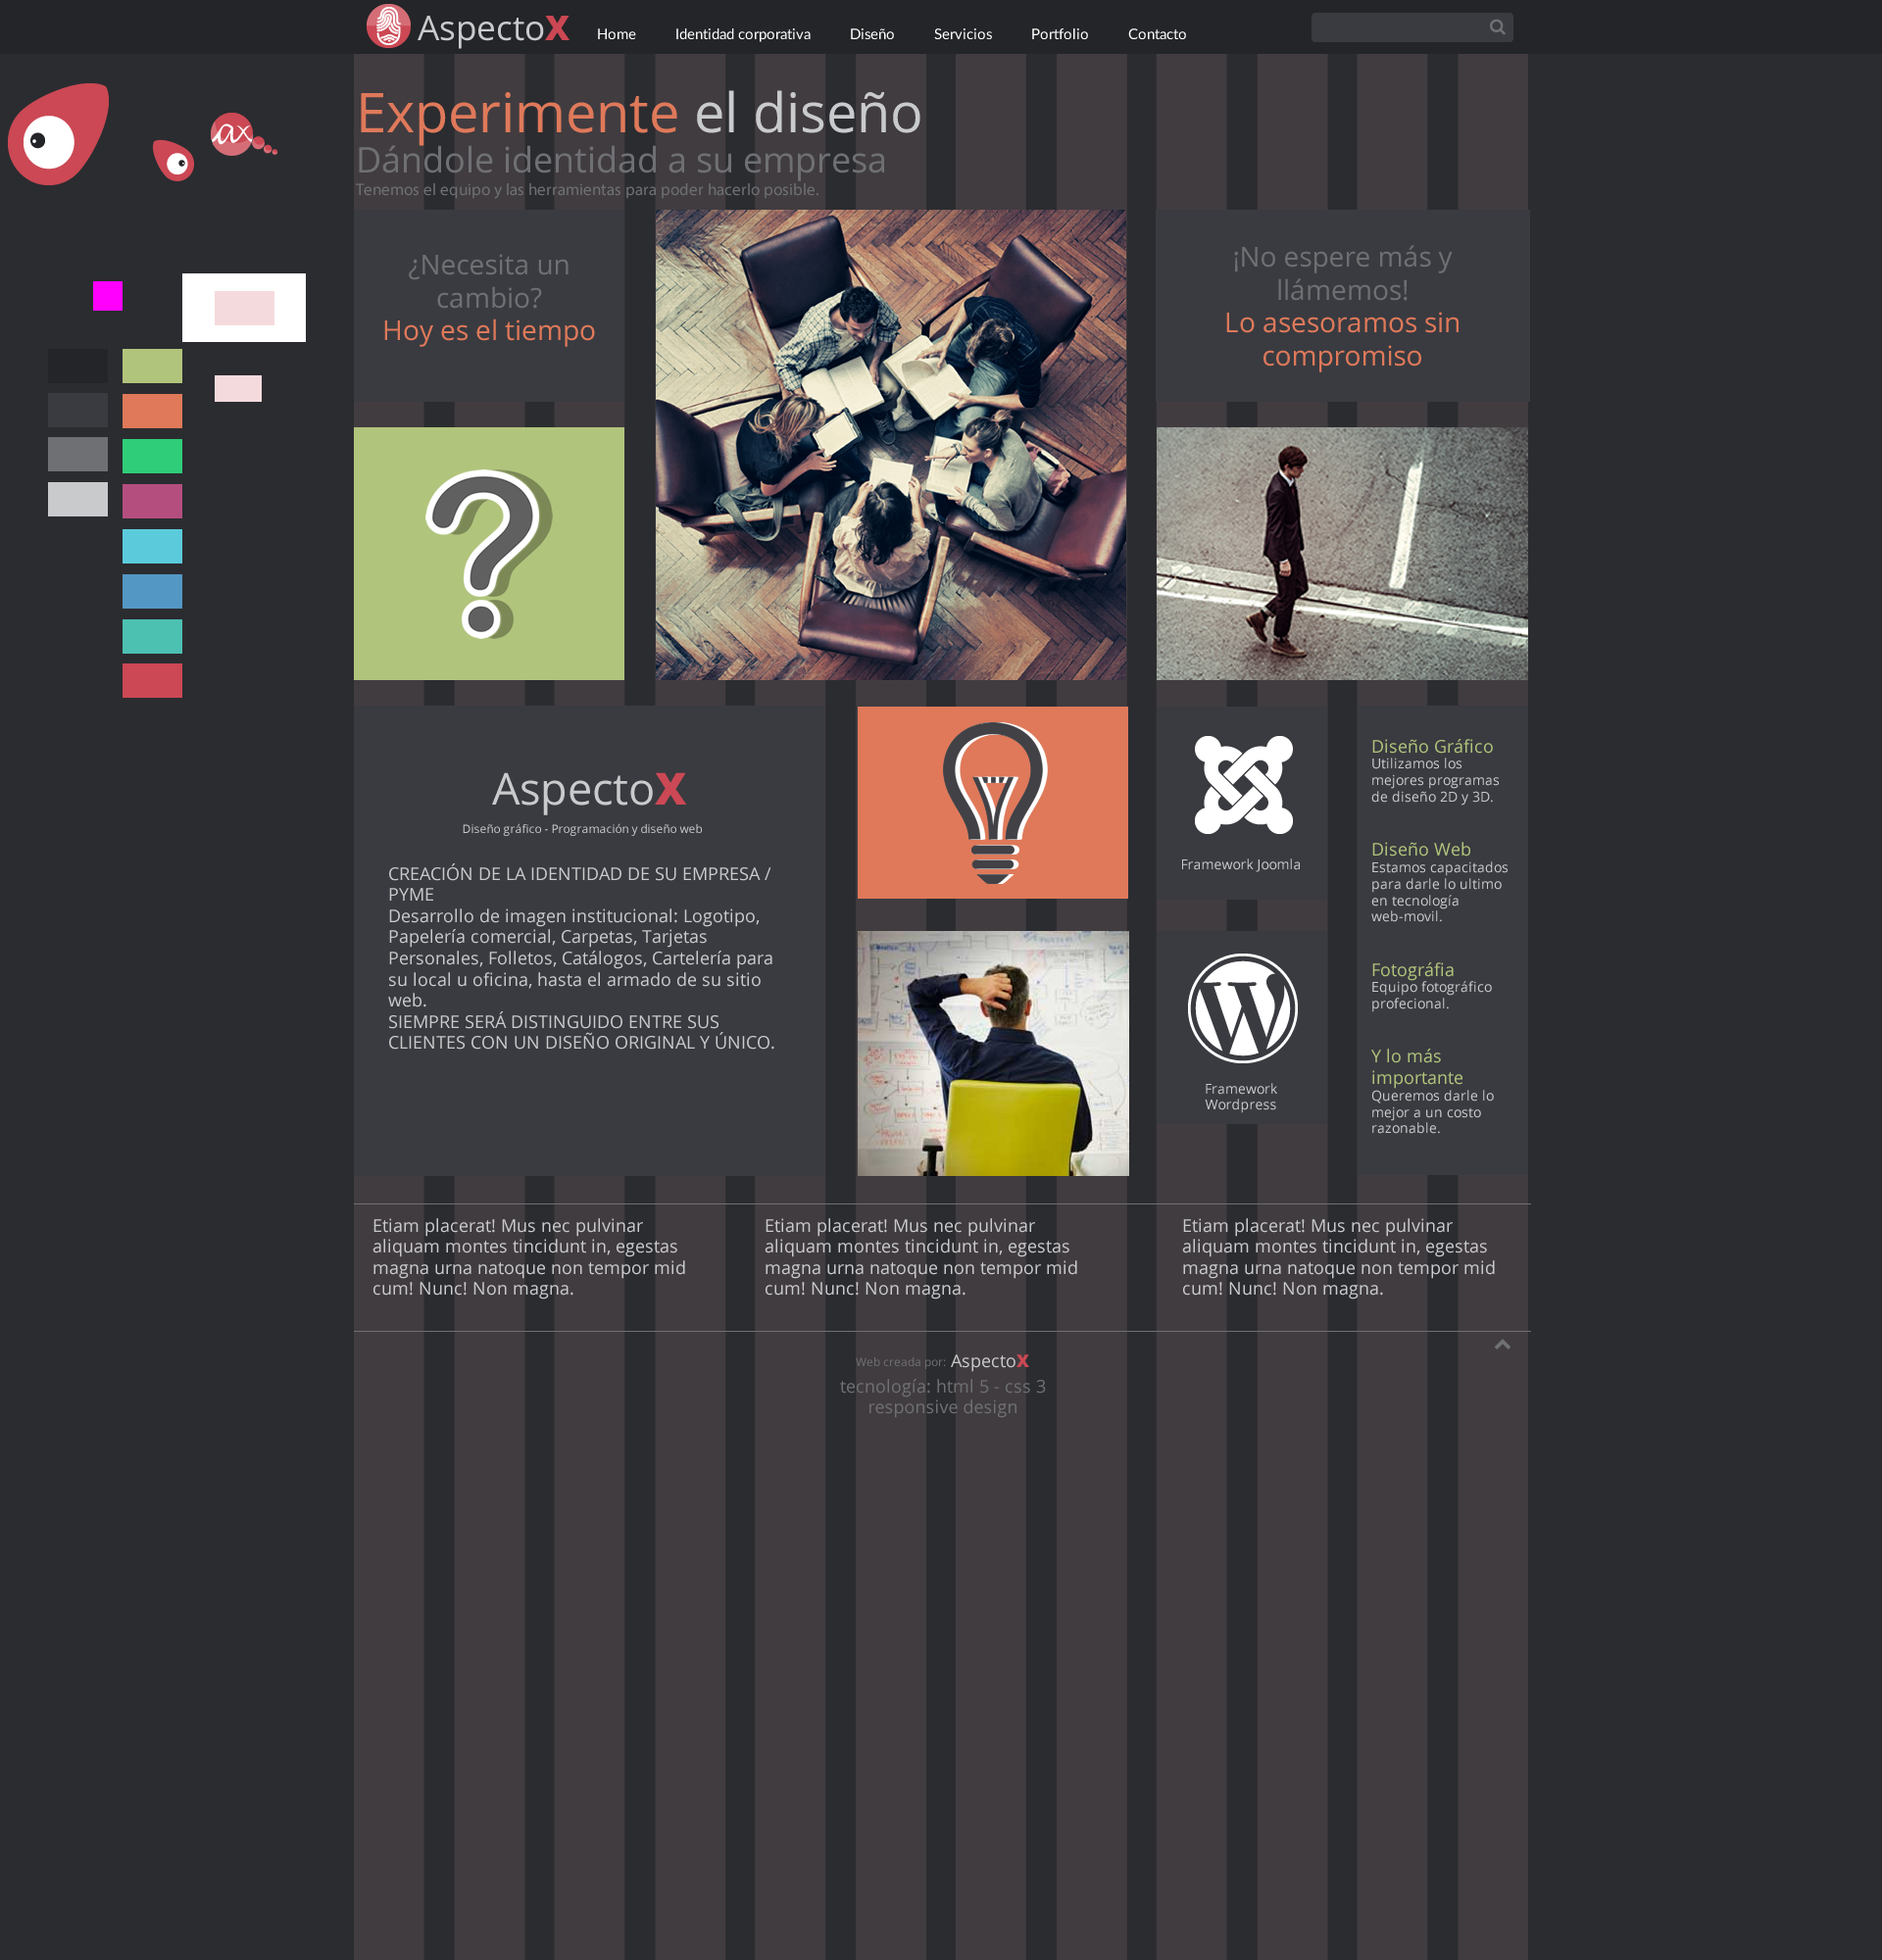 AspectoX
Home Identidad corporativa Diseño Servicios Portfolio Contacto
ax
Experimente el diseño
Dándole identidad a su empresa
Tenemos el equipo y las herramientas para poder hacerlo posible.
¿Necesita un
cambio?
Hoy es el tiempo
¡No espere más y
llámemos!
Lo asesoramos sin
compromiso
?
AspectoX
Diseño gráfico - Programación y diseño web
CREACIÓN DE LA IDENTIDAD DE SU EMPRESA /
PYME
Desarrollo de imagen institucional: Logotipo,
Papelería comercial, Carpetas, Tarjetas
Personales, Folletos, Catálogos, Cartelería para
su local u oficina, hasta el armado de su sitio
web.
SIEMPRE SERÁ DISTINGUIDO ENTRE SUS
CLIENTES CON UN DISEÑO ORIGINAL Y ÚNICO.
Framework Joomla
W
Framework
Wordpress
Diseño Gráfico
Utilizamos los
mejores programas
de diseño 2D y 3D.
Diseño Web
Estamos capacitados
para darle lo ultimo
en tecnología
web-movil.
Fotográfia
Equipo fotográfico
profecional.
Y lo más
importante
Queremos darle lo
mejor a un costo
razonable.
Etiam placerat! Mus nec pulvinar
aliquam montes tincidunt in, egestas
magna urna natoque non tempor mid
cum! Nunc! Non magna.
Etiam placerat! Mus nec pulvinar
aliquam montes tincidunt in, egestas
magna urna natoque non tempor mid
cum! Nunc! Non magna.
Etiam placerat! Mus nec pulvinar
aliquam montes tincidunt in, egestas
magna urna natoque non tempor mid
cum! Nunc! Non magna.
Web creada por: AspectoX
tecnología: html 5 - css 3
responsive design